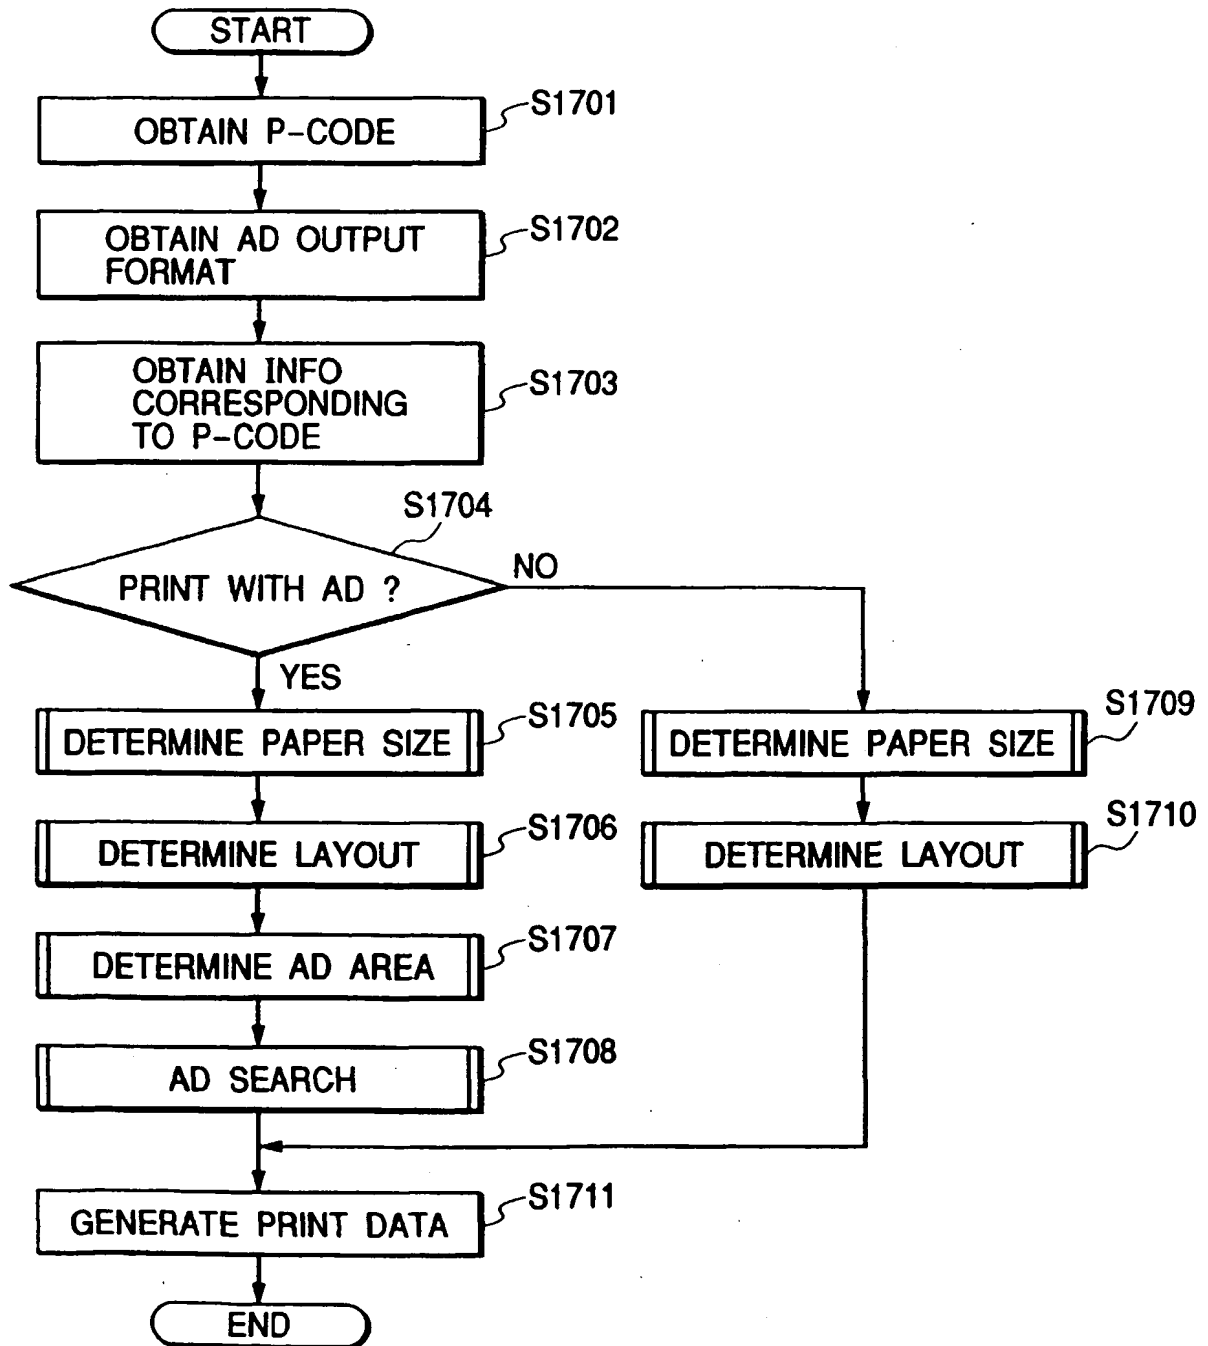 START
OBTAIN P-CODE
S1701
OBTAIN AD OUTPUT
FORMAT
S1702
OBTAIN INFO
CORRESPONDING
TO P-CODE
S1703
S1704
PRINT WITH AD ?
NO
YES
DETERMINE PAPER SIZE
S1705
DETERMINE PAPER SIZE
S1709
DETERMINE LAYOUT
S1706
DETERMINE LAYOUT
S1710
DETERMINE AD AREA
S1707
AD SEARCH
S1708
GENERATE PRINT DATA
S1711
END